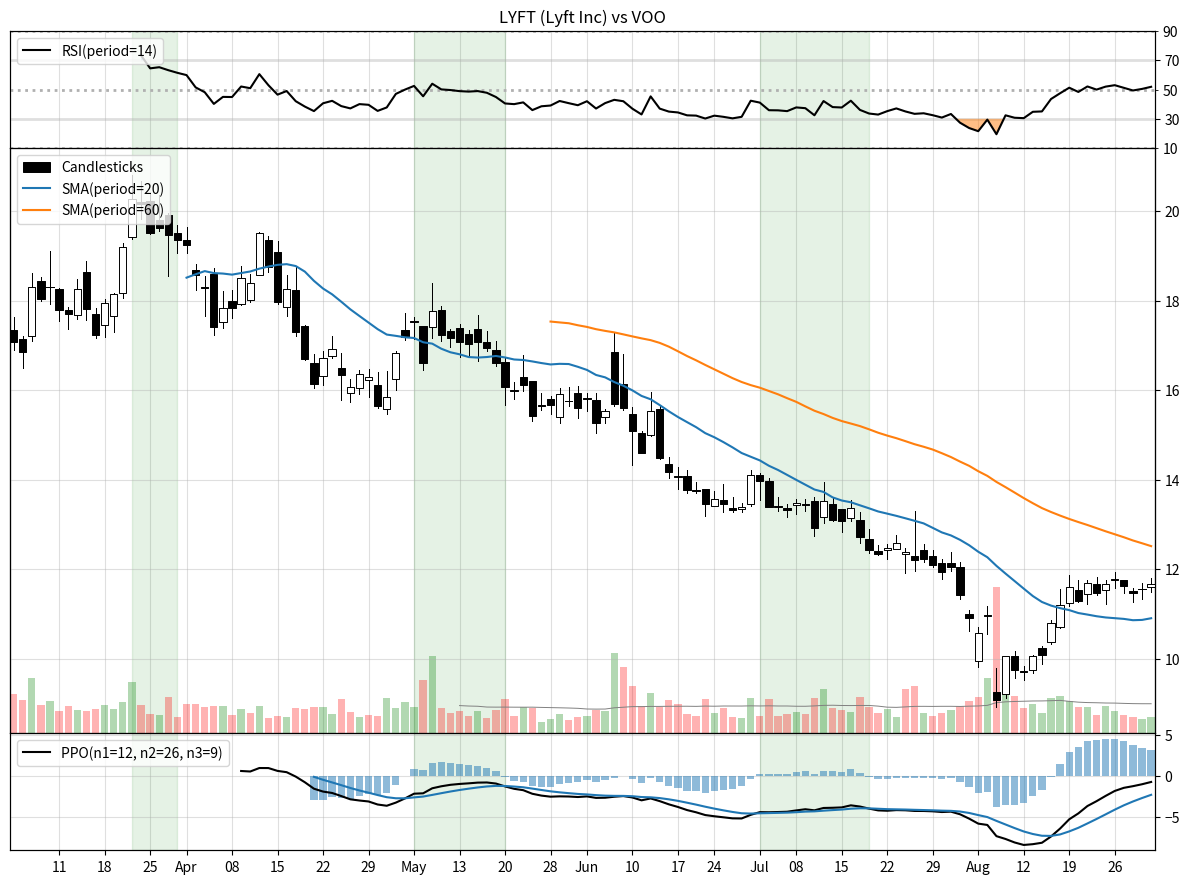 LYFT (Lyft Inc) vs VOO
RSI(period=14)
90
70
50
30
10
Candlesticks
SMA(period=20)
SMA(period=60)
20
18
16
14
12
10
PPO(n1=12, n2=26, n3=9)
5
0
−5
11 18 25 Apr 08 15 22 29 May 13 20 28 Jun 10 17 24 Jul 08 15 22 29 Aug 12 19 26